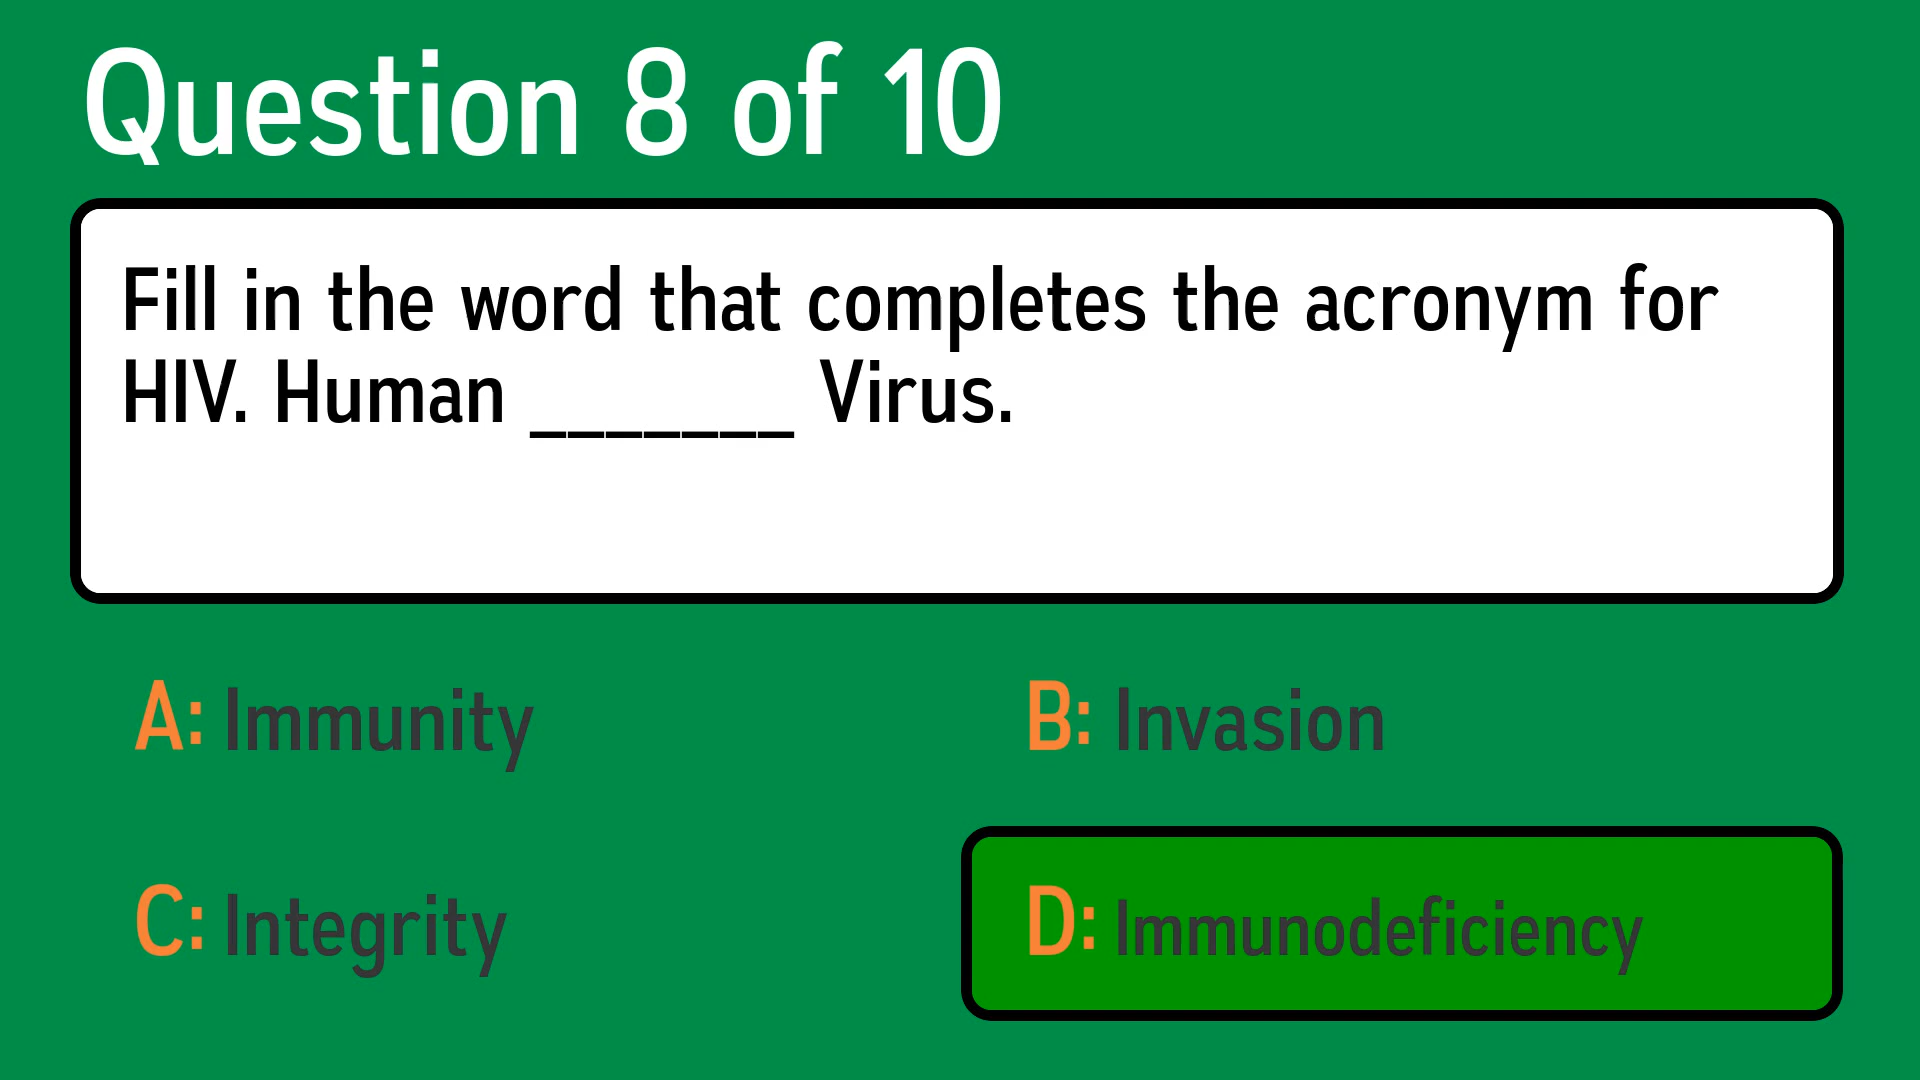 Question 8 of 10
Fill in the word that completes the acronym for
HIV. Human _______ Virus.
A: Immunity
B: Invasion
C: Integrity
D: Immunodeficiency